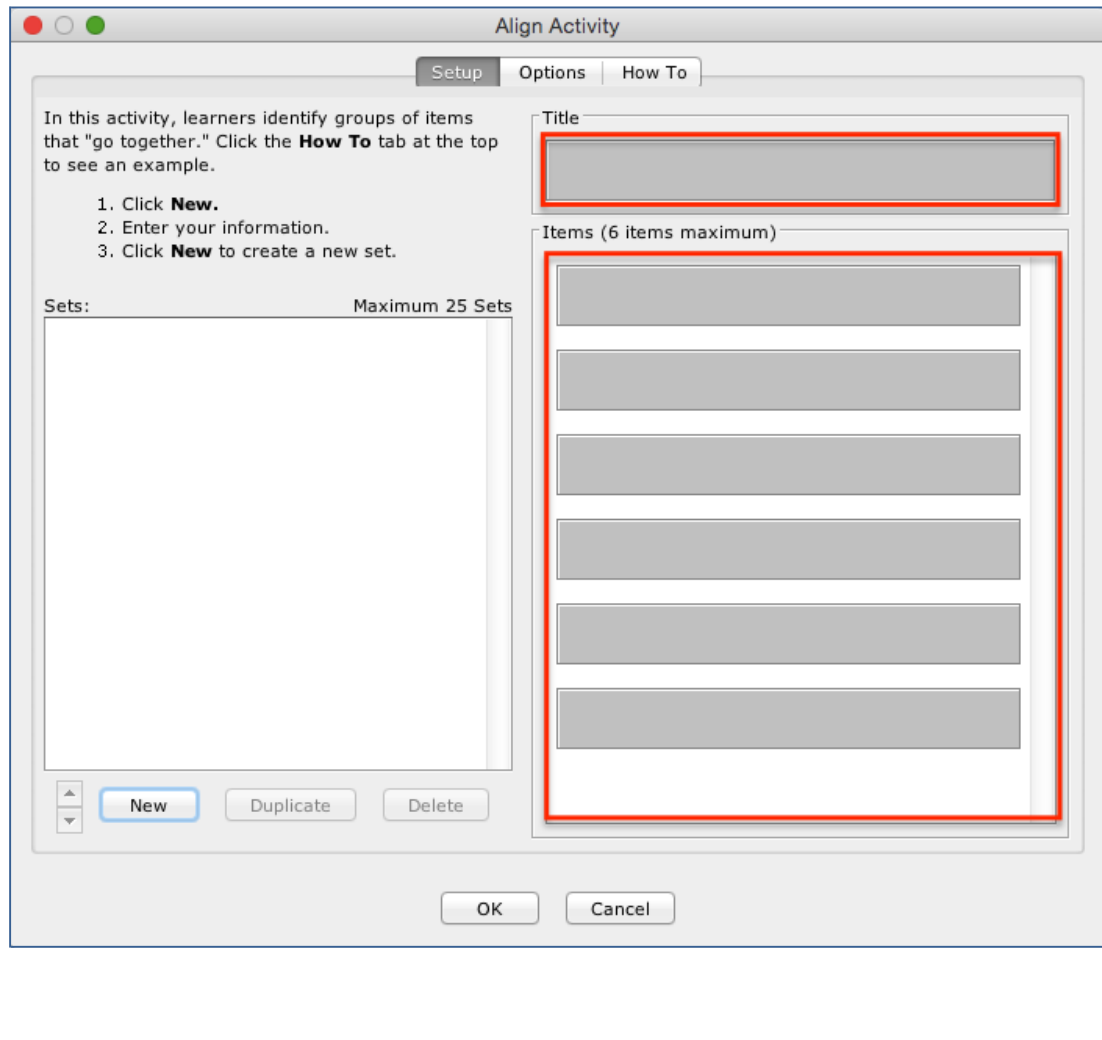 Align Activity
Setup Options How To
In this activity, learners identify groups of items
that "go together." Click the How To tab at the top
to see an example.
1. Click New.
2. Enter your information.
3. Click New to create a new set.
Sets: Maximum 25 Sets
New Duplicate Delete
Title
Items (6 items maximum)
OK Cancel